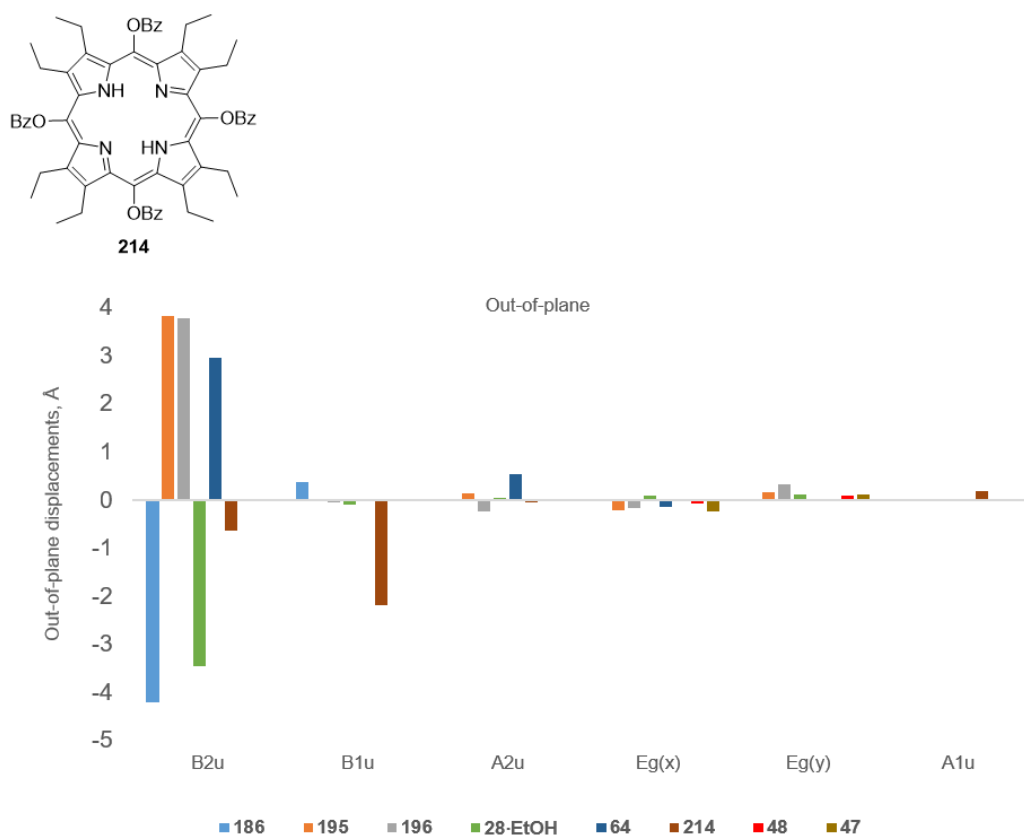 OBz
NH
N
BzO
OBz
N
HN
OBz
214
Out-of-plane
Out-of-plane displacements, Å
4
3
2
1
0
-1
-2
-3
-4
-5
B2u B1u A2u Eg(x) Eg(y) A1u
186 195 196 28-EtOH 64 214 48 47